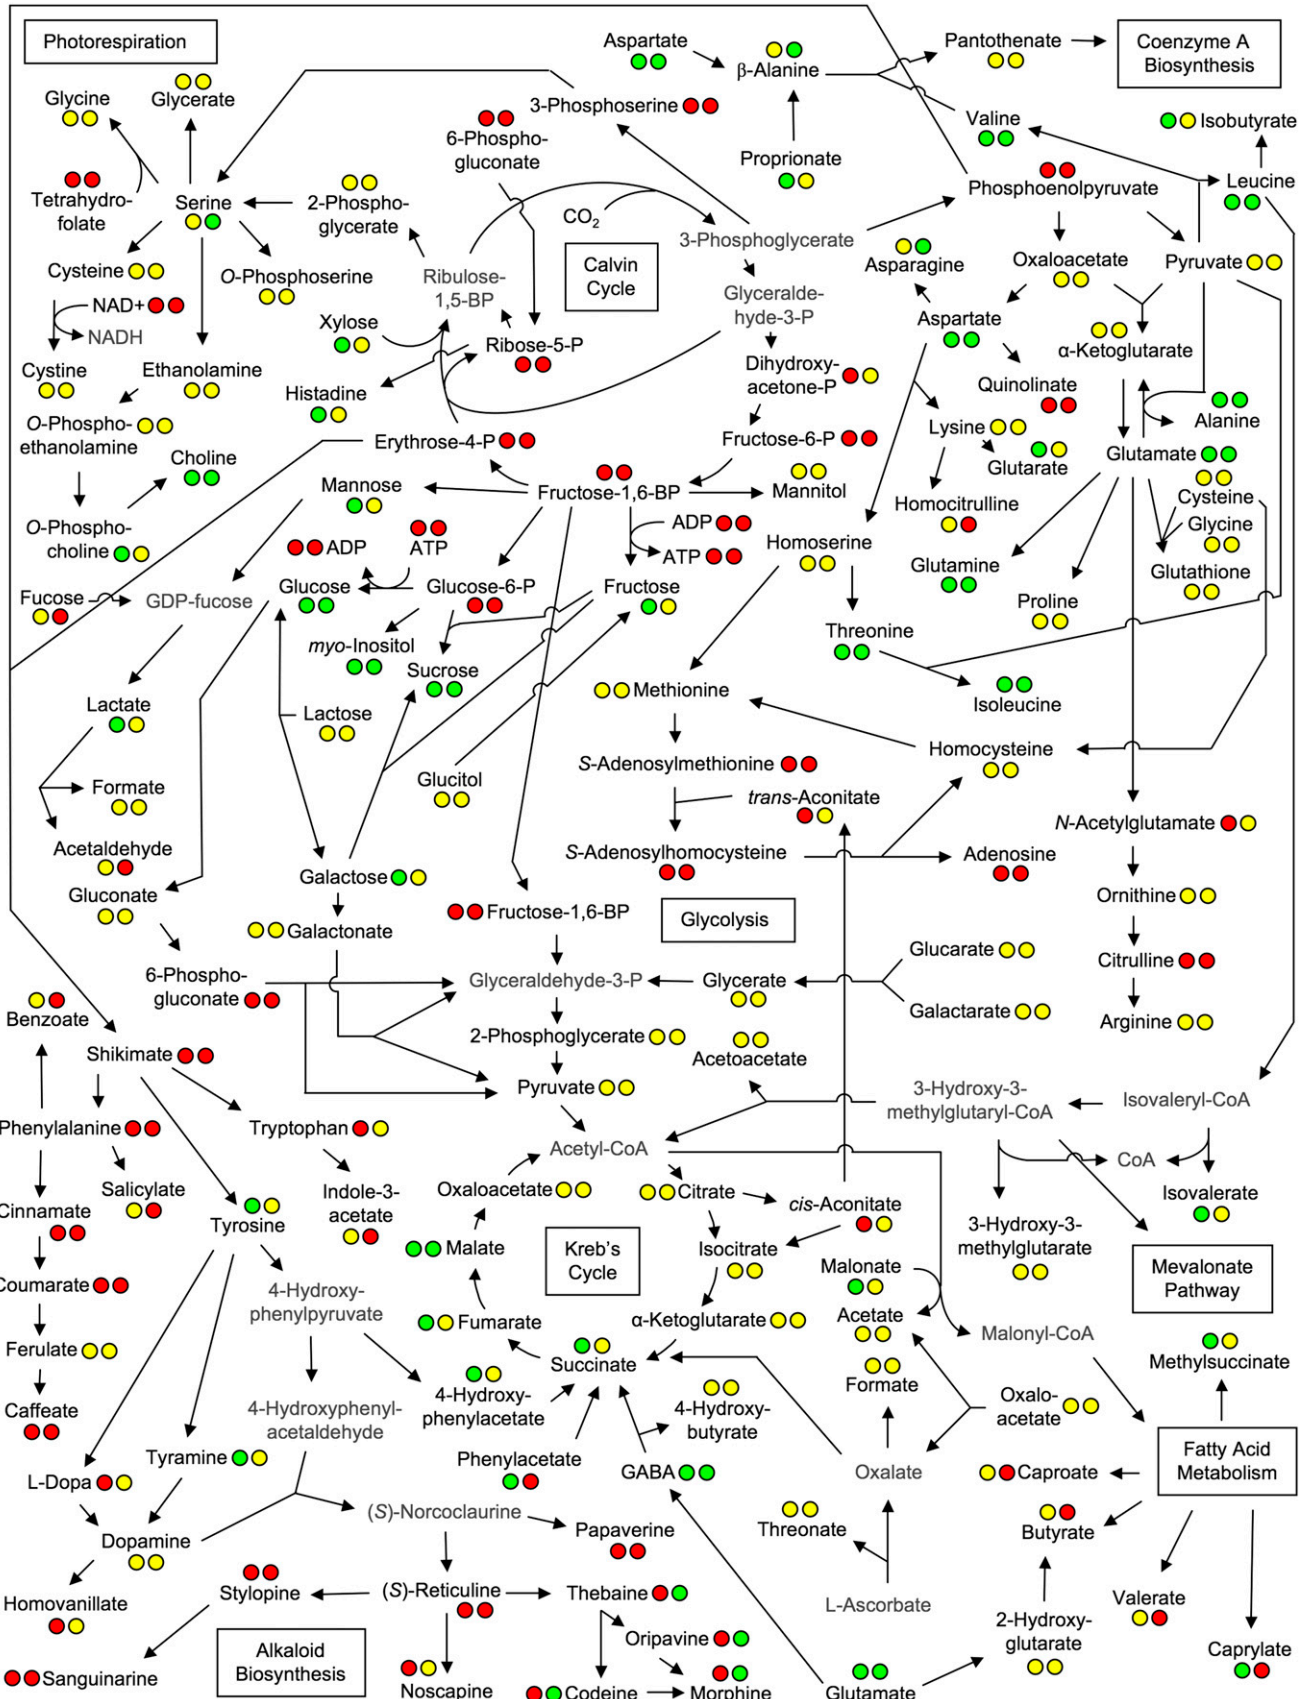 Photorespiration
Aspartate
β-Alanine
Pantothenate
Coenzyme A
Biosynthesis
Glycine
Glycerate
3-Phosphoserine
6-Phospho-
gluconate
Valine
Isobutyrate
Proprionate
Phosphoenolpyruvate
Leucine
Tetrahydro-
folate
Serine
2-Phospho-
glycerate
CO2
3-Phosphoglycerate
Asparagine
Oxaloacetate
Pyruvate
Cysteine
O-Phosphoserine
Ribulose-
1,5-BP
Calvin
Cycle
Glyceralde-
hyde-3-P
NAD+
NADH
Xylose
Ribose-5-P
Aspartate
α-Ketoglutarate
Cystine
Ethanolamine
Histadine
Dihydroxy-
acetone-P
Quinolinate
Alanine
O-Phospho-
ethanolamine
Erythrose-4-P
Fructose-6-P
Lysine
Glutarate
Glutamate
Choline
Mannose
Fructose-1,6-BP
Mannitol
Homocitrulline
Cysteine
Glycine
O-Phospho-
choline
ADP
ATP
ADP
ATP
Homoserine
Glutamine
Glutathione
Fucose
GDP-fucose
Glucose
Glucose-6-P
Fructose
Proline
myo-Inositol
Sucrose
Threonine
Lactate
Lactose
Methionine
Isoleucine
Formate
Glucitol
S-Adenosylmethionine
Homocysteine
trans-Aconitate
N-Acetylglutamate
Acetaldehyde
S-Adenosylhomocysteine
Adenosine
Gluconate
Galactose
Fructose-1,6-BP
Glycolysis
Ornithine
Galactonate
6-Phospho-
gluconate
Glyceraldehyde-3-P
Glycerate
Glucarate
Galactarate
Citrulline
Arginine
Benzoate
2-Phosphoglycerate
Acetoacetate
Shikimate
Pyruvate
3-Hydroxy-3-
methylglutaryl-CoA
Isovaleryl-CoA
Phenylalanine
Tryptophan
Acetyl-CoA
CoA
Salicylate
Indole-3-
acetate
Oxaloacetate
Citrate
cis-Aconitate
Isovalerate
Cinnamate
Tyrosine
Malate
Kreb's
Cycle
Isocitrate
3-Hydroxy-3-
methylglutarate
Mevalonate
Pathway
Coumarate
4-Hydroxy-
phenylpyruvate
Fumarate
α-Ketoglutarate
Malonate
Acetate
Malonyl-CoA
Ferulate
Succinate
Formate
Methylsuccinate
Caffeate
4-Hydroxyphenyl-
acetaldehyde
4-Hydroxy-
phenylacetate
4-Hydroxy-
butyrate
Oxalo-
acetate
Tyramine
Phenylacetate
GABA
Oxalate
Caproate
Fatty Acid
Metabolism
L-Dopa
(S)-Norcoclaurine
Papaverine
Threonate
Butyrate
Dopamine
Stylopine
(S)-Reticuline
Thebaine
L-Ascorbate
Valerate
Homovanillate
Oripavine
2-Hydroxy-
glutarate
Caprylate
Sanguinarine
Alkaloid
Biosynthesis
Noscapine
Codeine
Morphine
Glutamate